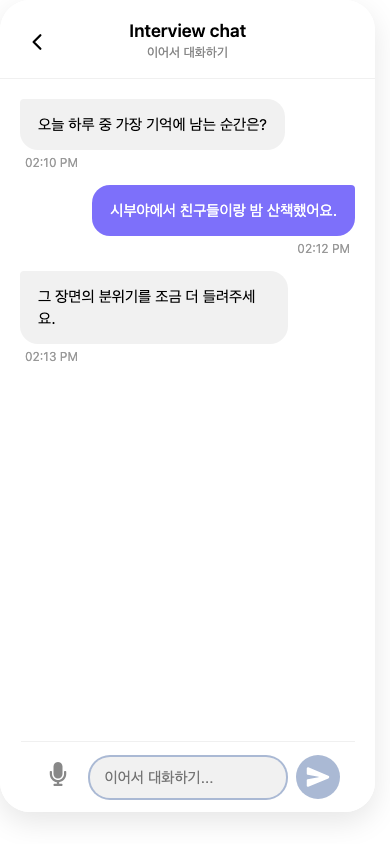 Interview chat
이어서 대화하기
오늘 하루 중 가장 기억에 남는 순간은?
02:10 PM
시부야에서 친구들이랑 밤 산책했어요.
02:12 PM
그 장면의 분위기를 조금 더 들려주세
요.
02:13 PM
이어서 대화하기...